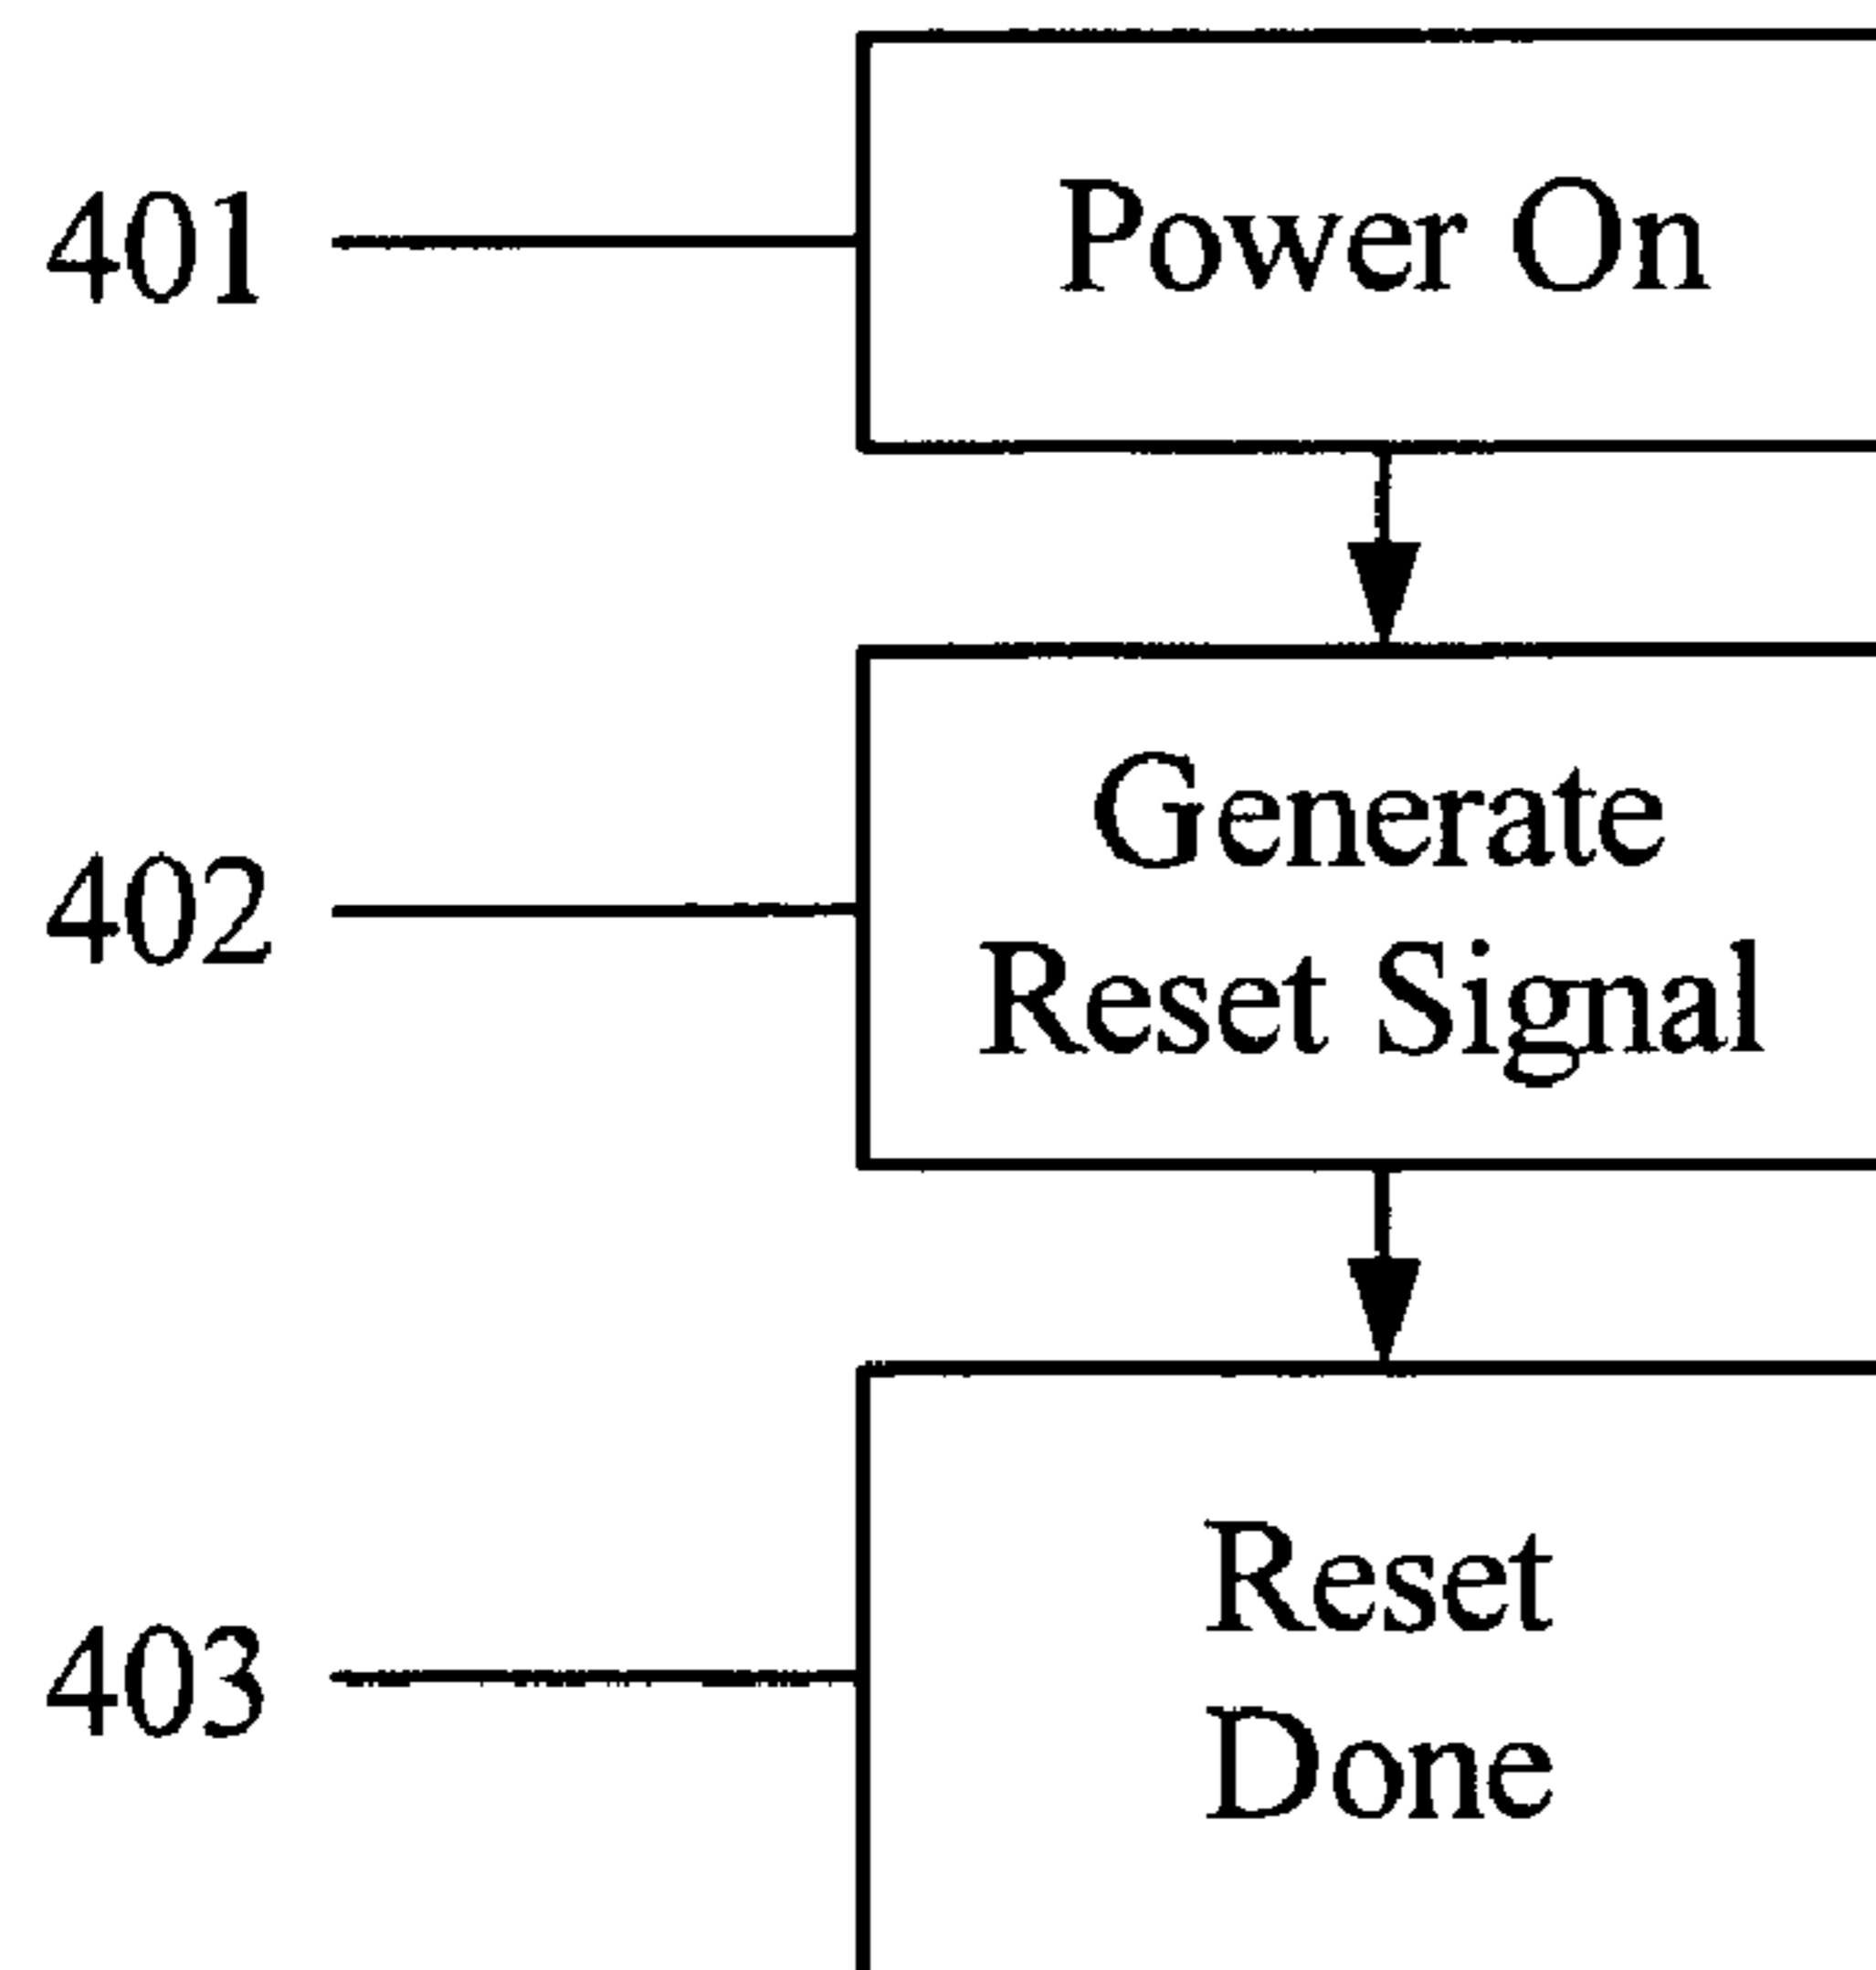 401
Power On
402
Generate
Reset Signal
403
Reset
Done